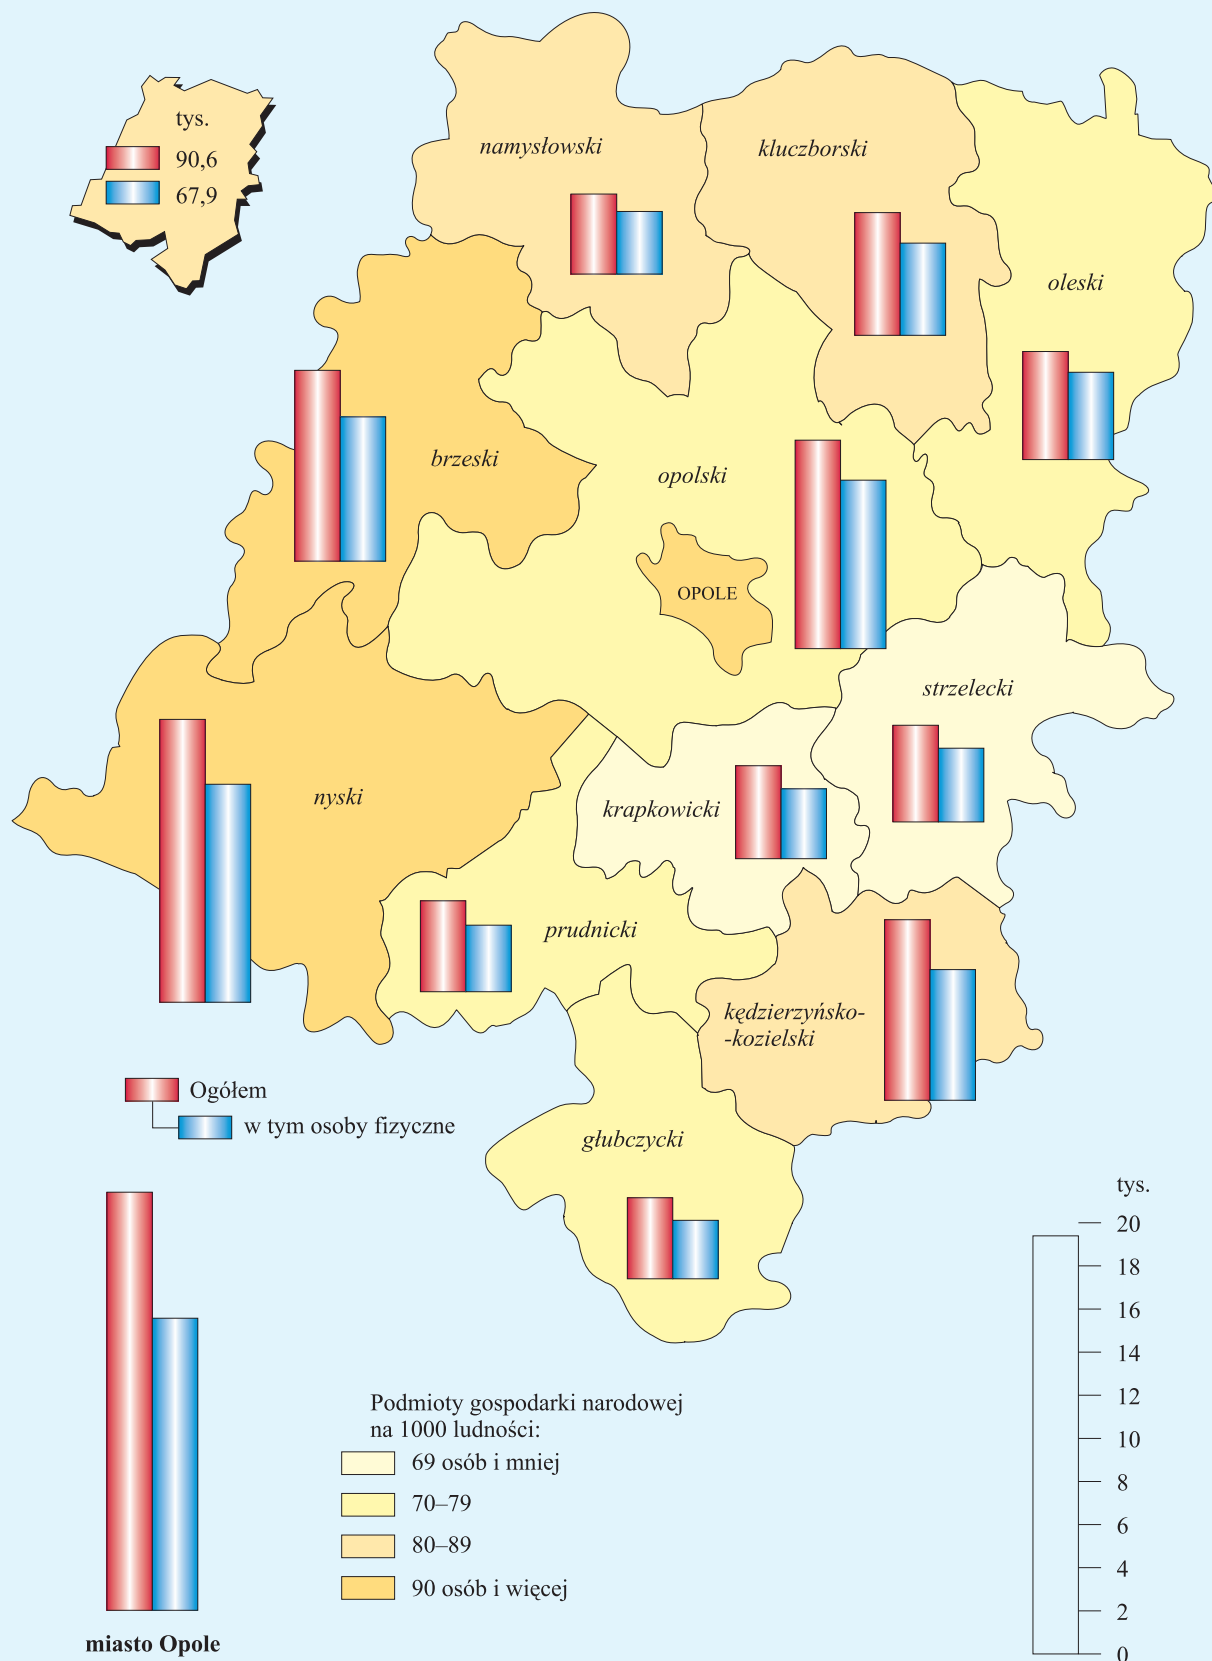 tys.
90,6
67,9
namysłowski
kluczborski
oleski
brzeski
opolski
OPOLE
strzelecki
nyski
krapkowicki
prudnicki
kędzierzyńsko-
-kozielski
głubczycki
Ogółem
w tym osoby fizyczne
miasto Opole
Podmioty gospodarki narodowej
na 1000 ludności:
69 osób i mniej
70–79
80–89
90 osób i więcej
tys.
20
18
16
14
12
10
8
6
4
2
0